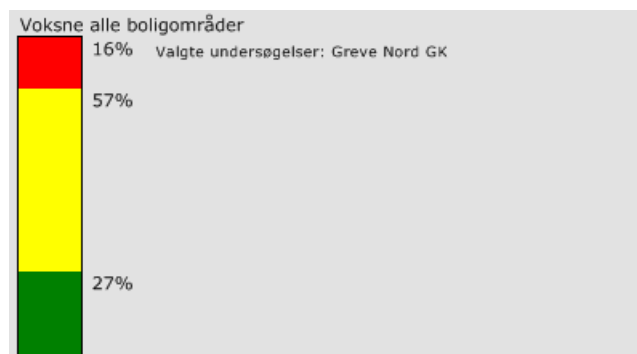 Voksne alle boligområder
16% Valgte undersøgelser: Greve Nord GK
57%
27%